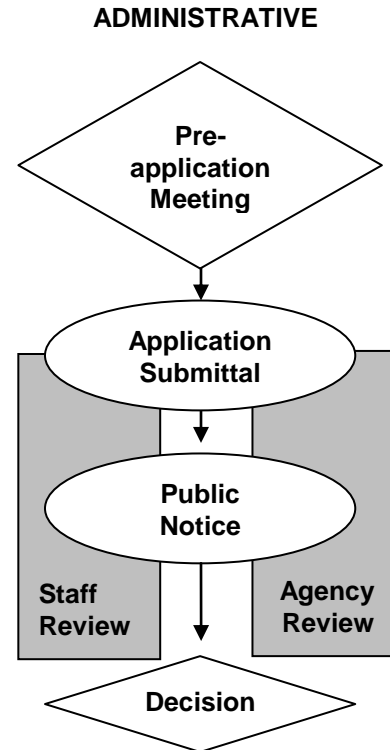 ADMINISTRATIVE
Pre-
application
Meeting
Application
Submittal
Public
Notice
Staff
Review
Agency
Review
Decision